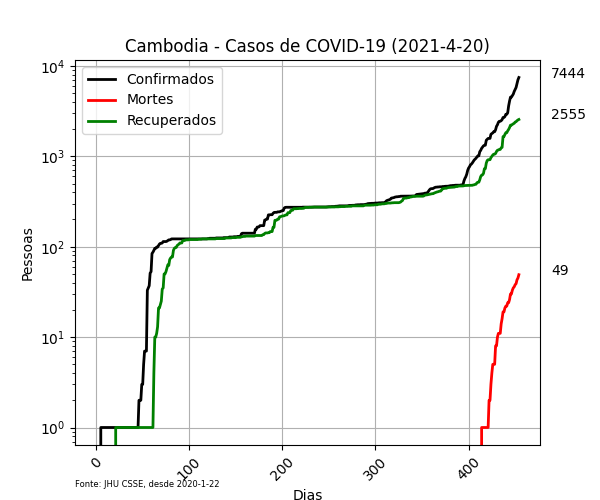 Cambodia - Casos de COVID-19 (2021-4-20)
Confirmados
Mortes
Recuperados
7444
2555
49
10⁴
10³
10²
10¹
10⁰
Pessoas
0
100
200
300
400
Dias
Fonte: JHU CSSE, desde 2020-1-22